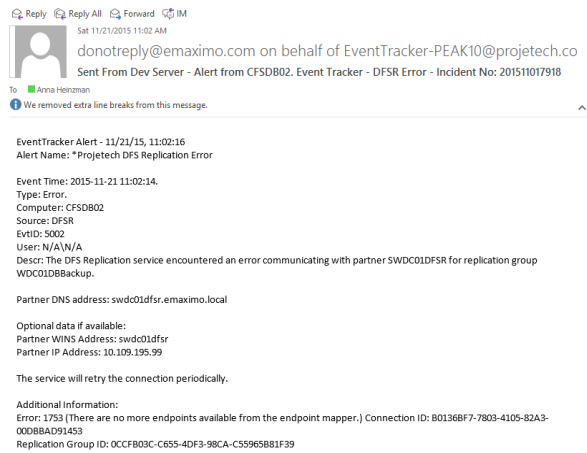 Reply Reply All Forward IM
Sat 11/21/2015 11:02 AM
donotreply@emaximo.com on behalf of EventTracker-PEAK10@projetech.co
Sent From Dev Server - Alert from CFSDB02. Event Tracker - DFSR Error - Incident No: 201511017918
To Anna Heinzman
We removed extra line breaks from this message.
EventTracker Alert - 11/21/15, 11:02:16
Alert Name: *Projetech DFS Replication Error
Event Time: 2015-11-21 11:02:14.
Type: Error.
Computer: CFSDB02
Source: DFSR
EvtID: 5002
User: N/A\N/A
Descr: The DFS Replication service encountered an error communicating with partner SWDC01DFSR for replication group
WDC01DBBackup.
Partner DNS address: swdc01dfsr.emaximo.local
Optional data if available:
Partner WINS Address: swdc01dfsr
Partner IP Address: 10.109.195.99
The service will retry the connection periodically.
Additional Information:
Error: 1753 (There are no more endpoints available from the endpoint mapper.) Connection ID: B0136BF7-7803-4105-82A3-
00DBBAD91453
Replication Group ID: 0CCFB03C-C655-4DF3-98CA-C55965B81F39